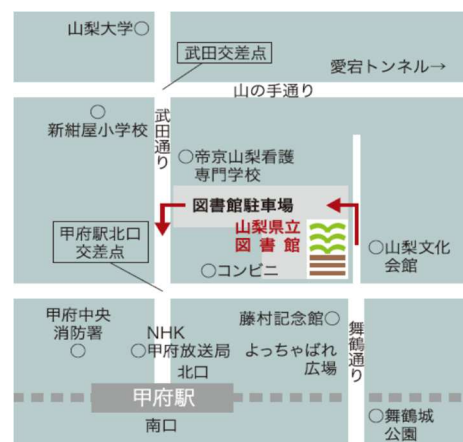 山梨大学
武田交差点
愛宕トンネル→
山の手通り
新紺屋小学校
武田通り
帝京山梨看護
専門学校
図書館駐車場
山梨県立
図書館
甲府駅北口
交差点
コンビニ
山梨文化
会館
甲府中央
消防署
NHK
甲府放送局
北口
藤村記念館
よっちゃばれ
広場
舞鶴通り
甲府駅
南口
舞鶴城
公園